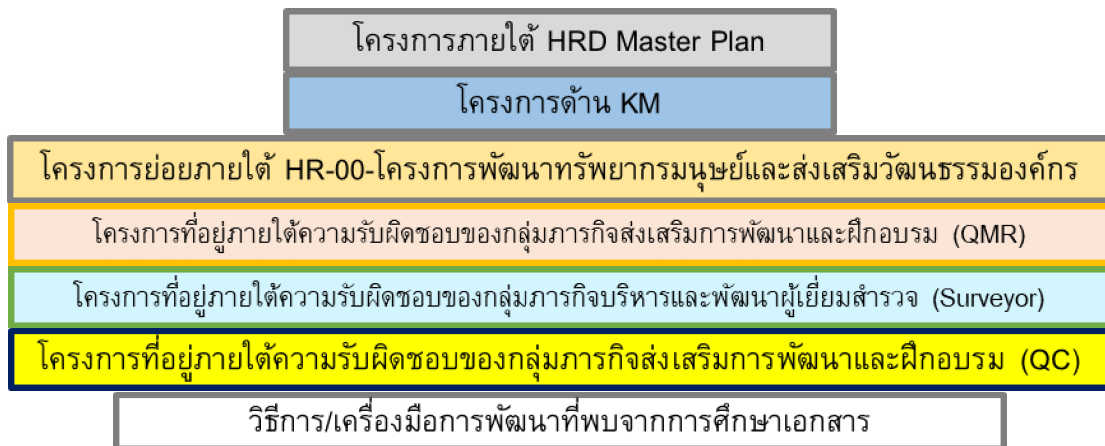 โครงการภายใต้ HRD Master Plan
โครงการด้าน KM
โครงการย่อยภายใต้ HR-00-โครงการพัฒนาทรัพยากรมนุษย์และส่งเสริมวัฒนธรรมองค์กร
โครงการที่อยู่ภายใต้ความรับผิดชอบของกลุ่มภารกิจส่งเสริมการพัฒนาและฝึกอบรม (QMR)
โครงการที่อยู่ภายใต้ความรับผิดชอบของกลุ่มภารกิจบริหารและพัฒนาผู้เยี่ยมสำรวจ (Surveyor)
โครงการที่อยู่ภายใต้ความรับผิดชอบของกลุ่มภารกิจส่งเสริมการพัฒนาและฝึกอบรม (QC)
วิธีการ/เครื่องมือการพัฒนาที่พบจากการศึกษาเอกสาร